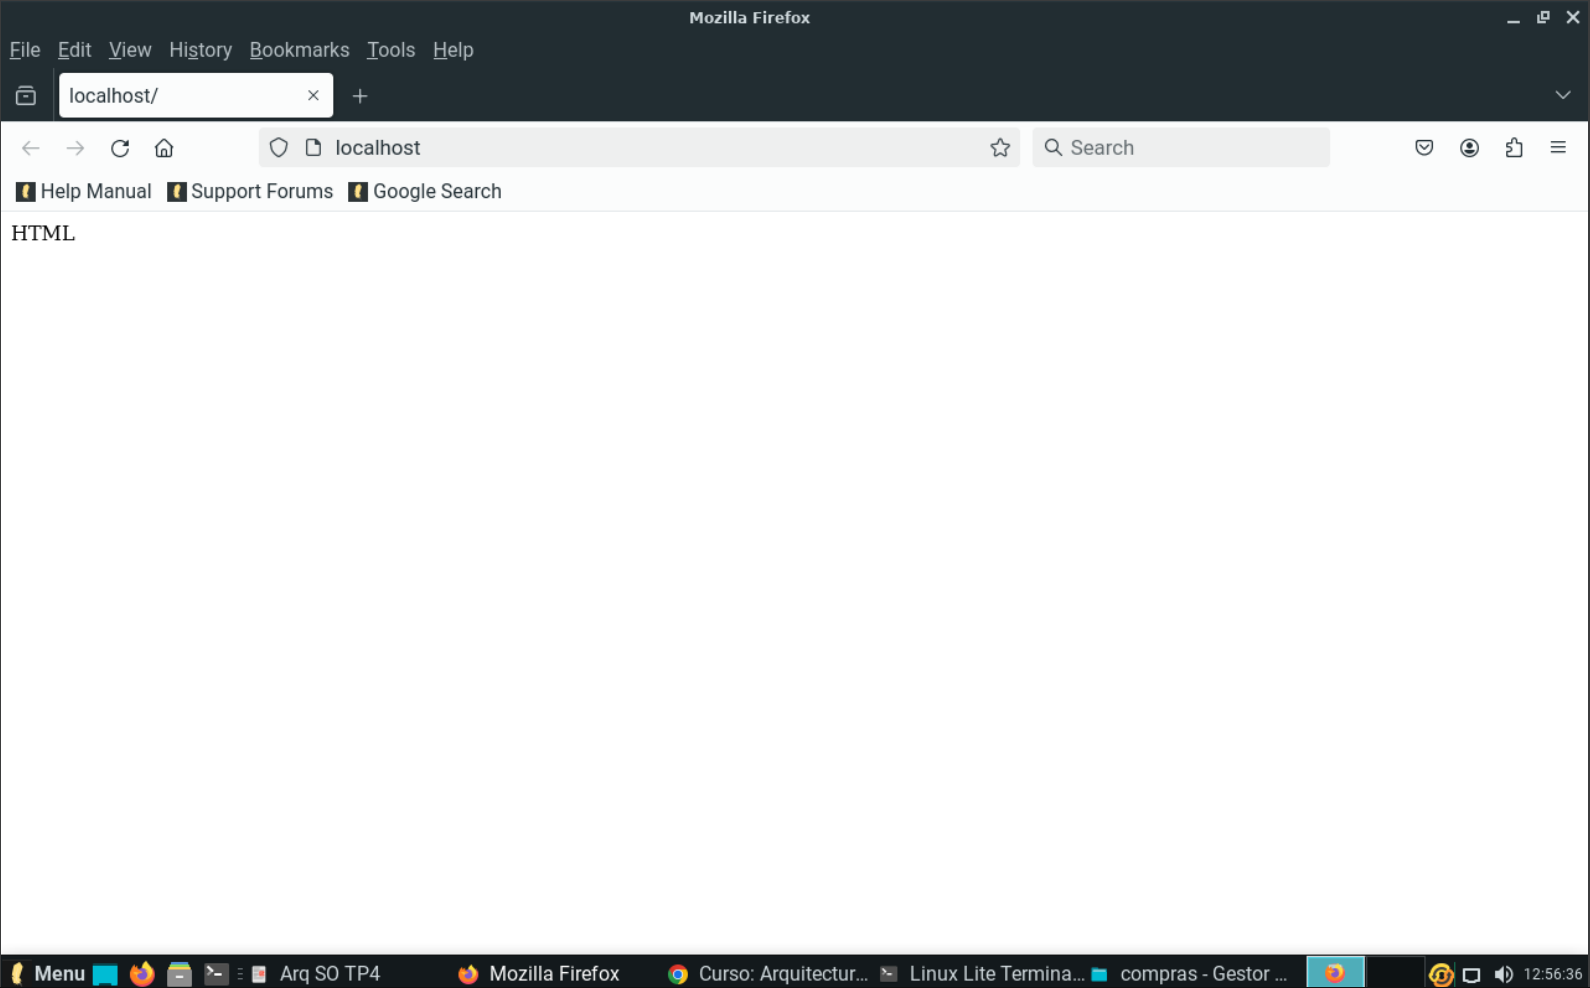 Mozilla Firefox
File Edit View History Bookmarks Tools Help
localhost/
localhost
Search
Help Manual Support Forums Google Search
HTML
Menu Arq SO TP4 Mozilla Firefox Curso: Arquitectur... Linux Lite Termina... compras - Gestor ... 12:56:36